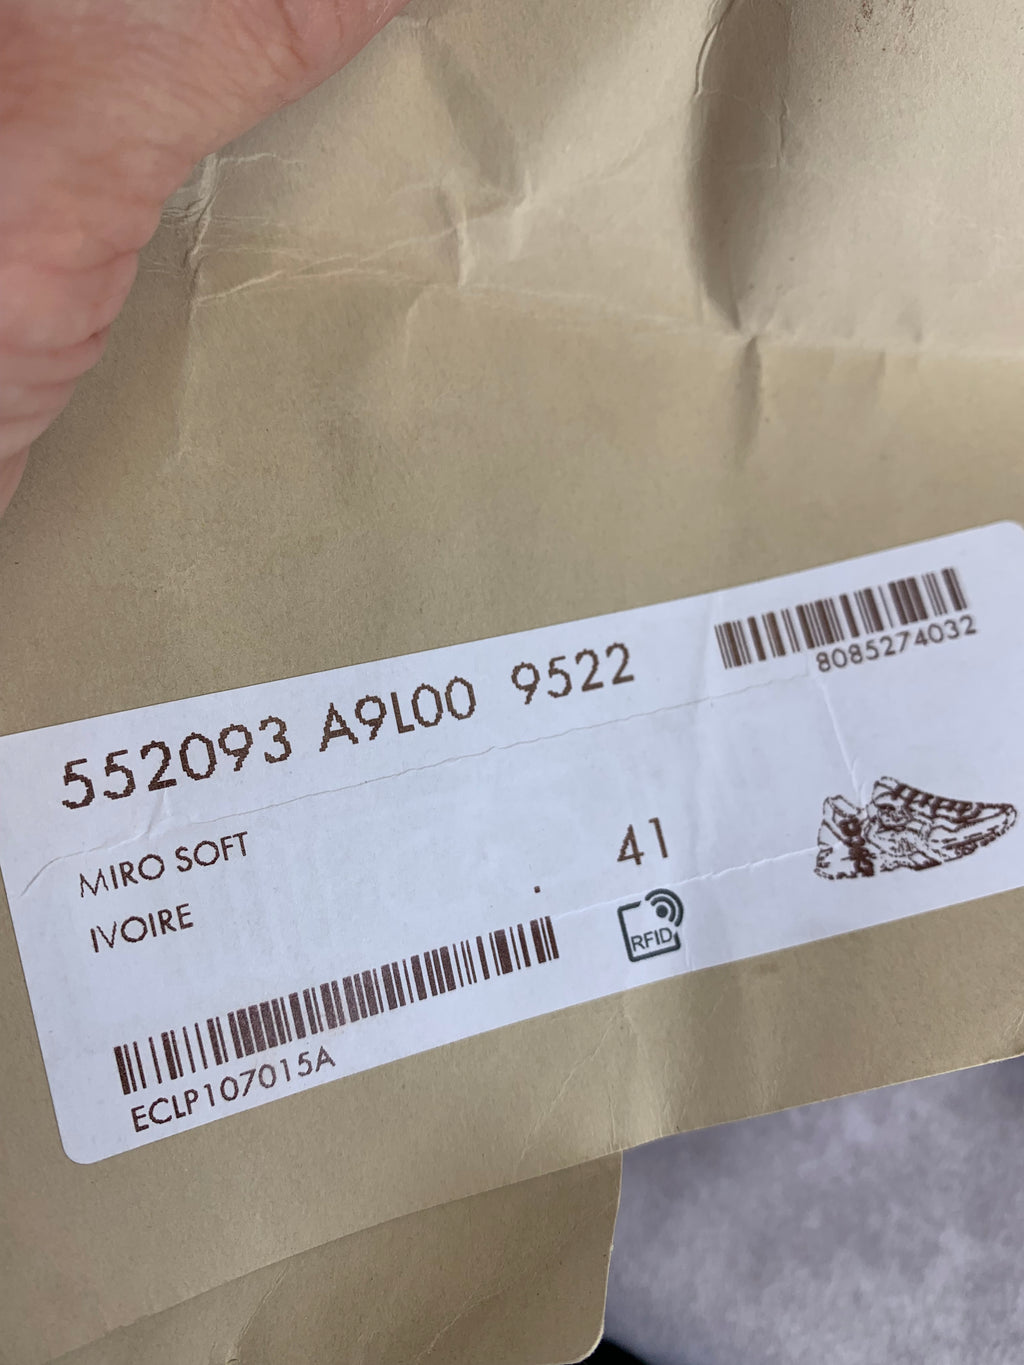 552093 A9L00 9522
8085274032
MIRO SOFT
41
IVOIRE
RFID
ECLP107015A